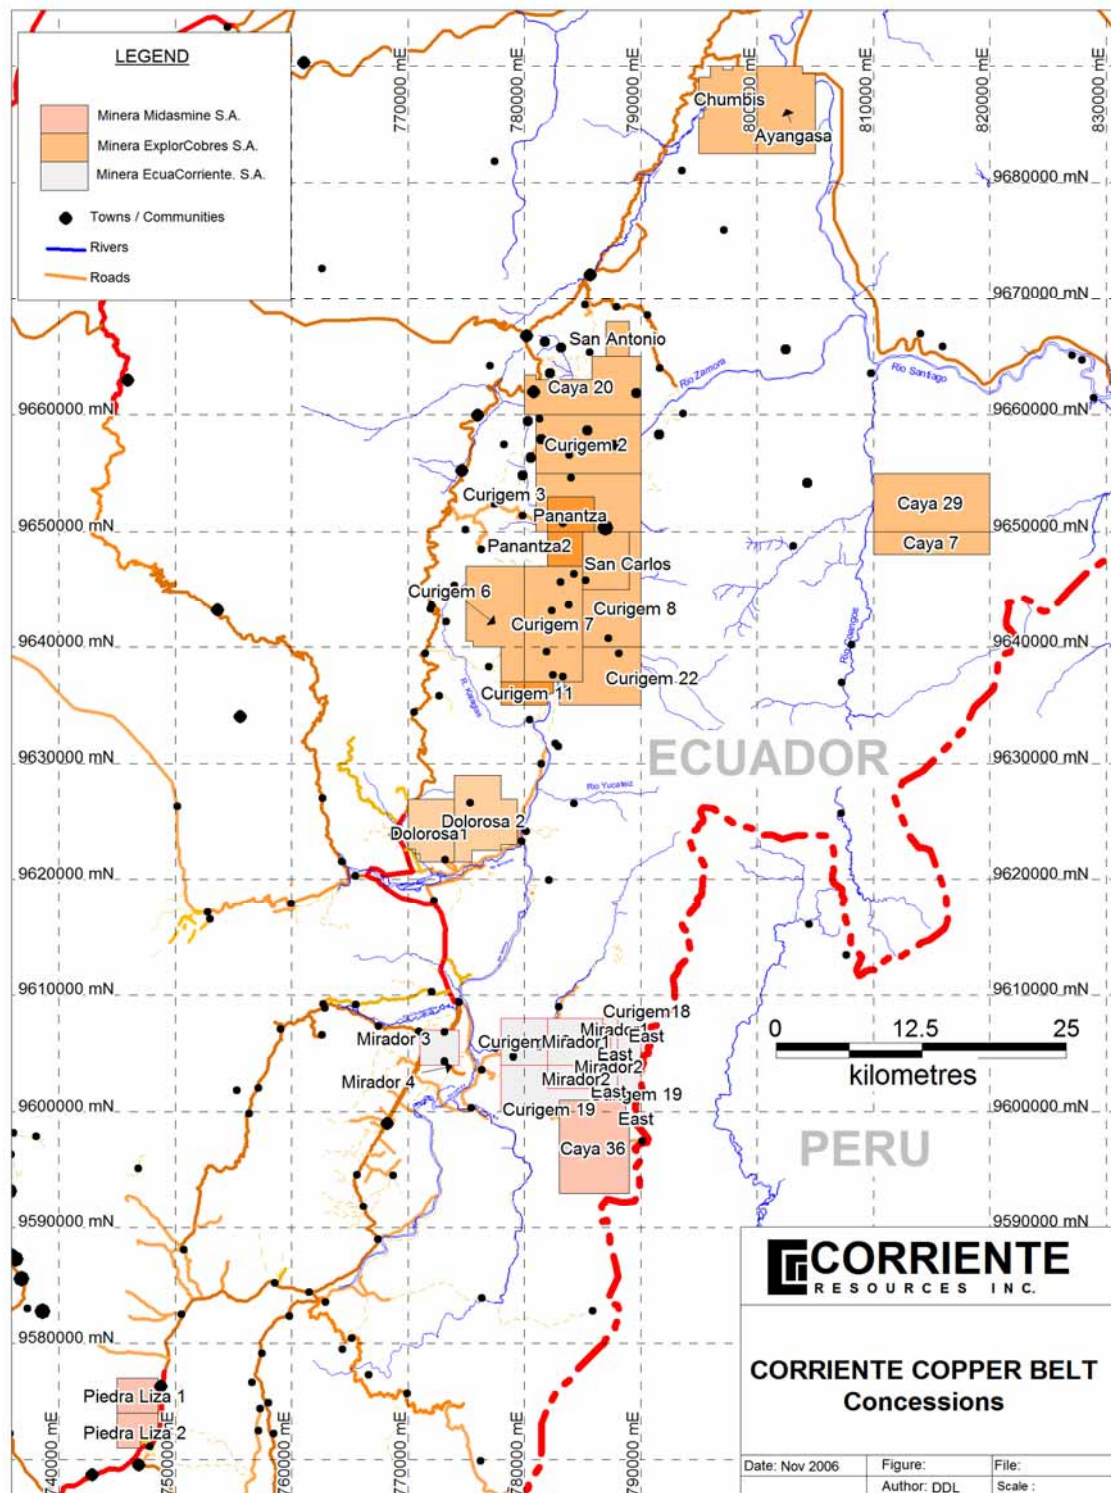 LEGEND
Minera Midasmine S.A.
Minera ExplorCobres S.A.
Minera EcuaCorriente. S.A.
Towns / Communities
Rivers
Roads
770000 mE
780000 mE
790000 mE
800000 mE
810000 mE
820000 mE
Chumbis
Ayangasa
9680000 mN
9670000 mN
San Antonio
Rio Zamora
Rio Santiago
Caya 20
9660000 mN
9660000 mN
Curigem 2
Curigem 3
Caya 29
Panantza
9650000 mN
9650000 mN
Panantza2
Caya 7
San Carlos
Curigem 6
Curigem 8
Curigem 7
9640000 mN
9640000 mN
Curigem 22
Curigem 11
ECUADOR
9630000 mN
9630000 mN
Rio Yucateiz
Dolorosa 2
Dolorosa1
9620000 mN
9620000 mN
9610000 mN
9610000 mN
Curigem18
Mirador1
East
Mirador 3
Curigem
Mirador1
East
0
12.5
25
kilometres
Mirador 4
Mirador2
Mirador2
East
Curigem 19
Curigem 19
East
9600000 mN
9600000 mN
Caya 36
PERU
9590000 mN
9590000 mN
CORRIENTE
RESOURCES INC.
9580000 mN
CORRIENTE COPPER BELT
Concessions
Piedra Liza 1
Piedra Liza 2
740000 mE
750000 mE
760000 mE
770000 mE
780000 mE
790000 mE
Date: Nov 2006
Figure:
File:
Author: DDL
Scale :